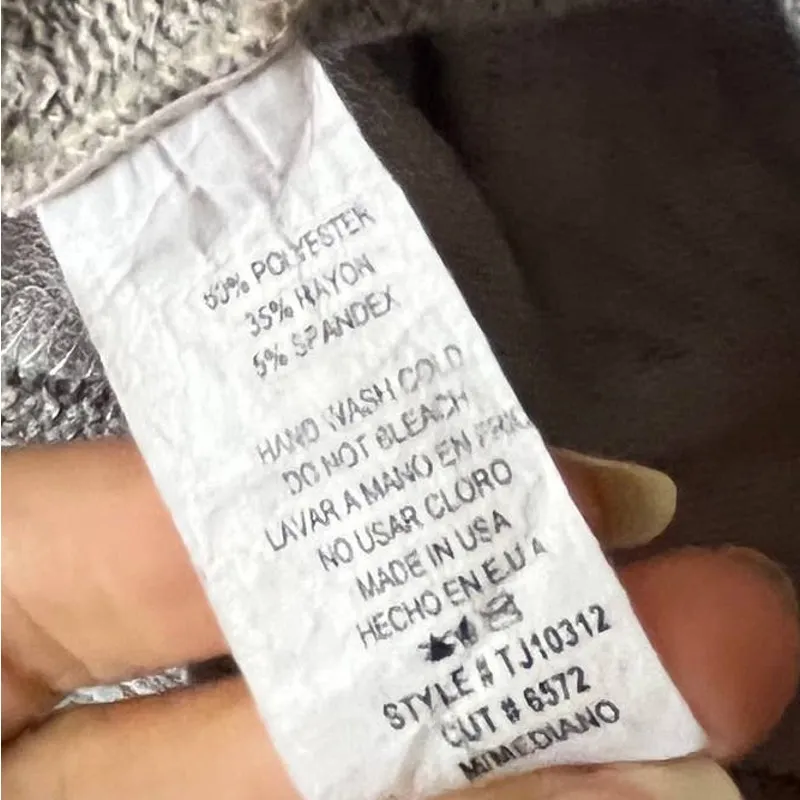 60% POLYESTER
35% RAYON
5% SPANDEX
HAND WASH COLD
DO NOT BLEACH
LAVAR A MANO EN FRIO
NO USAR CLORO
MADE IN USA
HECHO EN E.U.A
STYLE # TJ10312
CUT # 6572
M/MEDIANO